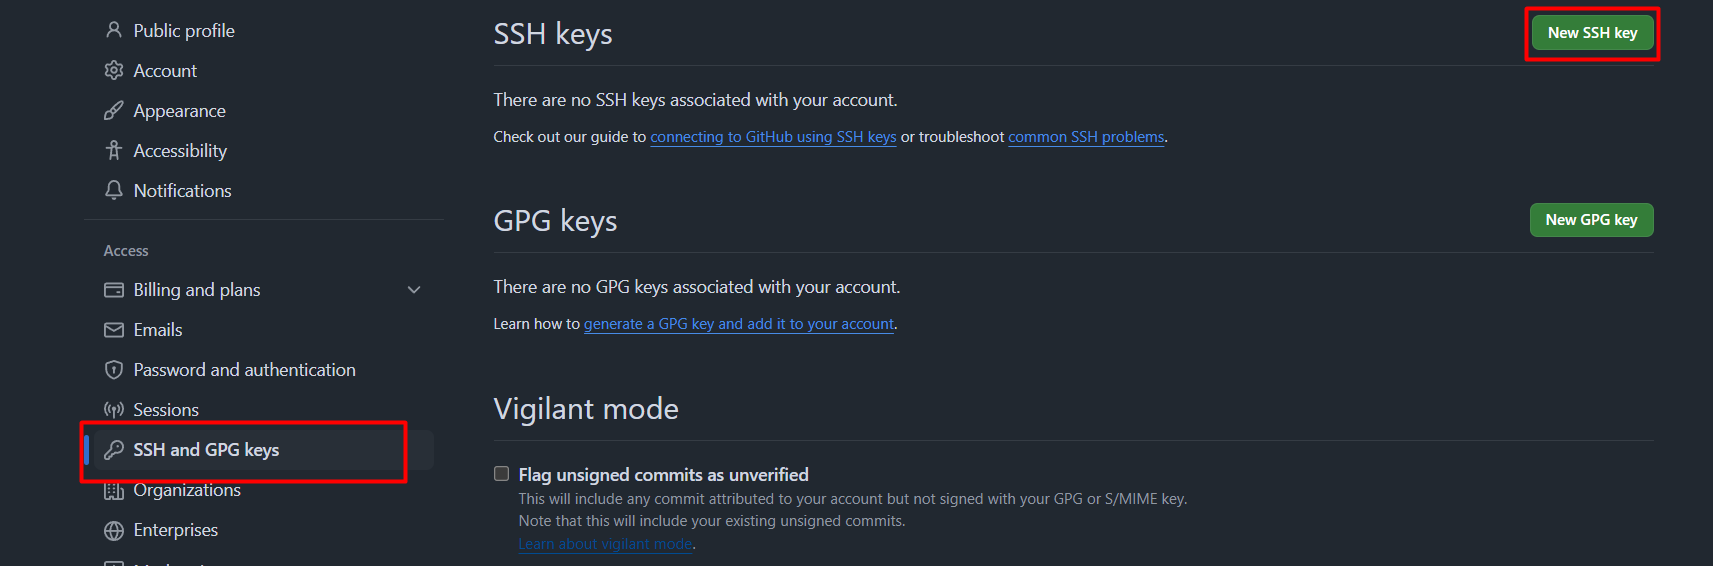 Public profile
Account
Appearance
Accessibility
Notifications
Access
Billing and plans
Emails
Password and authentication
Sessions
SSH and GPG keys
Organizations
Enterprises
SSH keys
New SSH key
There are no SSH keys associated with your account.
Check out our guide to connecting to GitHub using SSH keys or troubleshoot common SSH problems.
GPG keys
New GPG key
There are no GPG keys associated with your account.
Learn how to generate a GPG key and add it to your account.
Vigilant mode
Flag unsigned commits as unverified
This will include any commit attributed to your account but not signed with your GPG or S/MIME key.
Note that this will include your existing unsigned commits.
Learn about vigilant mode.